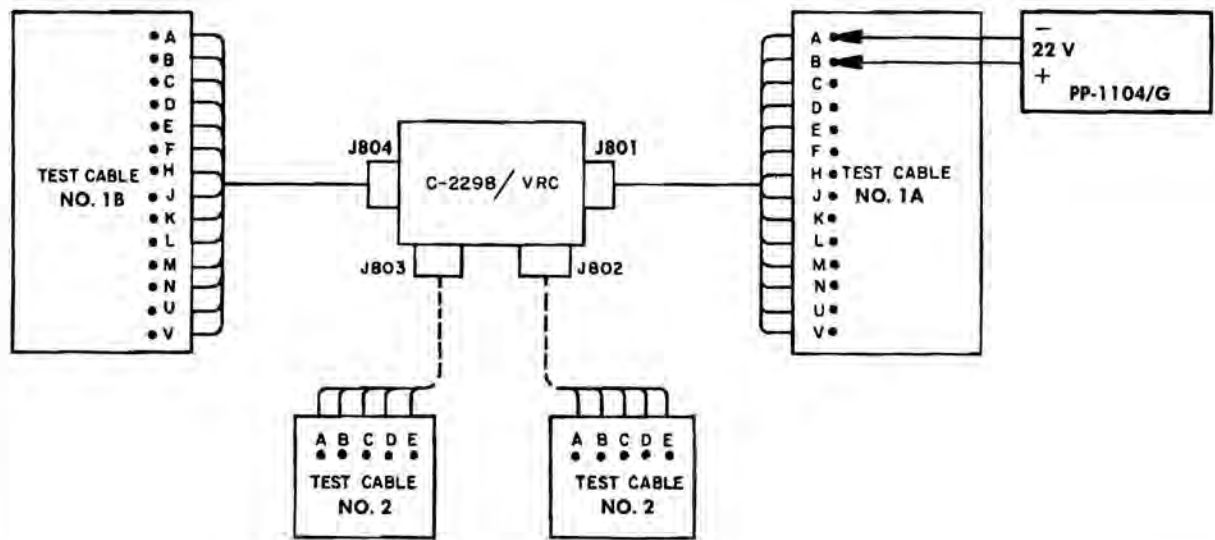 A
B
C
D
E
F
H
J
K
L
M
N
U
V
TEST CABLE
NO. 1B
J804
C-2298/VRC
J801
J803
J802
A
B
C
D
E
F
H
J
K
L
M
N
U
V
TEST CABLE
NO. 1A
−
22 V
+
PP-1104/G
A B C D E
TEST CABLE
NO. 2
A B C D E
TEST CABLE
NO. 2